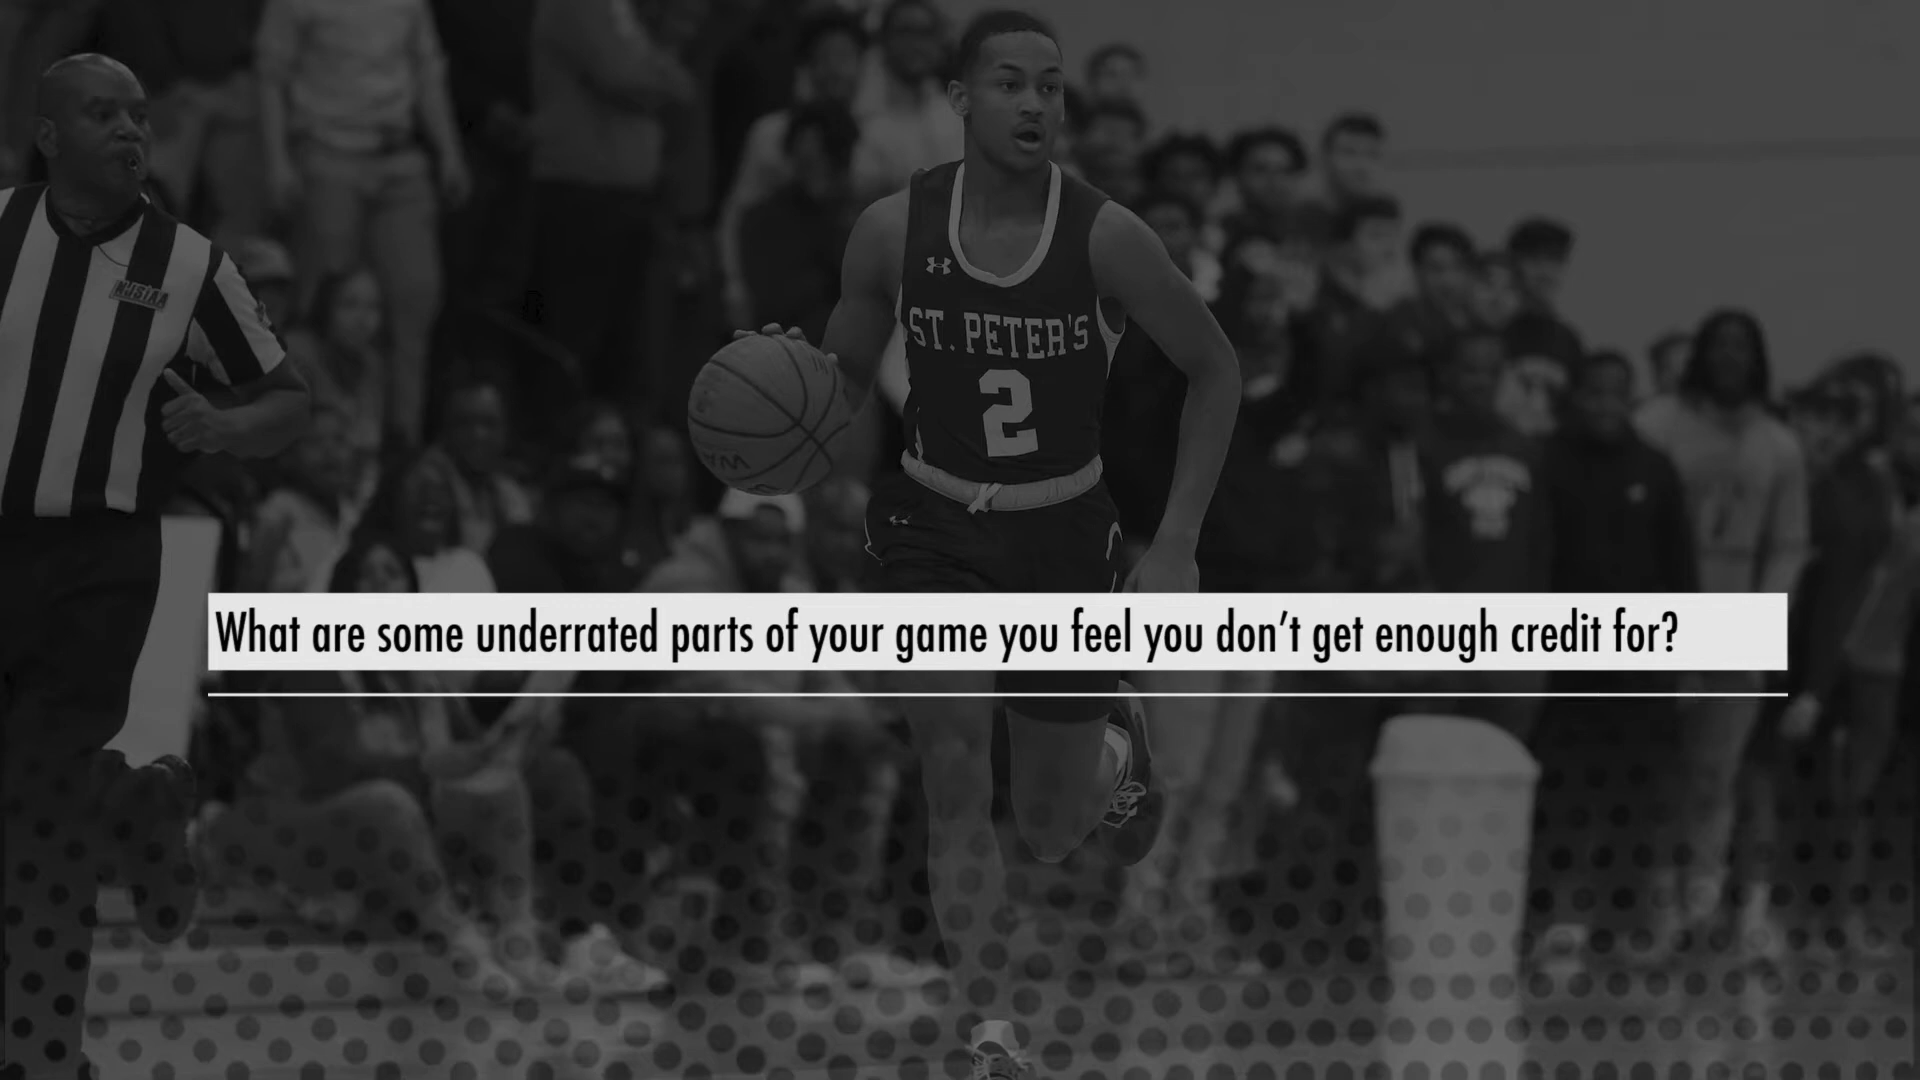 NJSIAA
ST. PETER'S
2
What are some underrated parts of your game you feel you don’t get enough credit for?